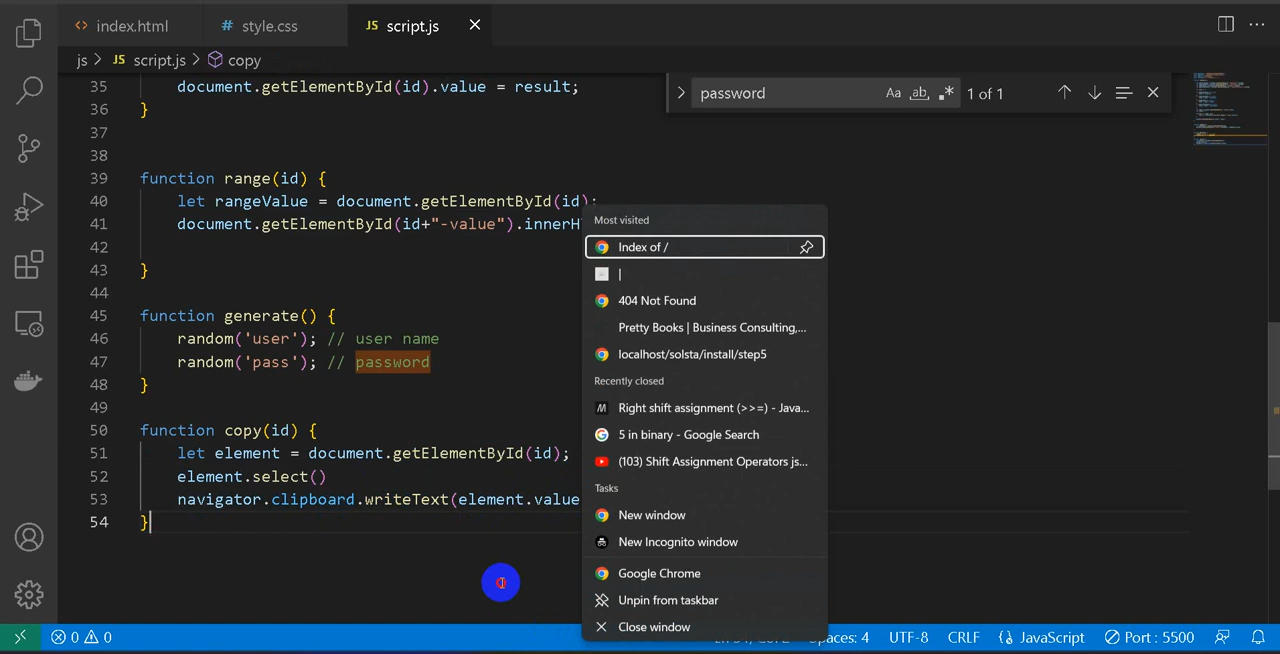 index.html
# style.css
JS script.js
js > JS script.js > copy
password
Aa ab .* 1 of 1
35 document.getElementById(id).value = result;
36 }
37
38
39 function range(id) {
40 let rangeValue = document.getElementById(id);
41 document.getElementById(id+"-value").innerH
42
43 }
44
45 function generate() {
46 random('user'); // user name
47 random('pass'); // password
48 }
49
50 function copy(id) {
51 let element = document.getElementById(id);
52 element.select()
53 navigator.clipboard.writeText(element.value
54 }
Most visited
Index of /
|
404 Not Found
Pretty Books | Business Consulting,...
localhost/solsta/install/step5
Recently closed
Right shift assignment (>>=) - Java...
5 in binary - Google Search
(103) Shift Assignment Operators js...
Tasks
New window
New Incognito window
Google Chrome
Unpin from taskbar
Close window
0 0
Spaces: 4 UTF-8 CRLF JavaScript Port : 5500